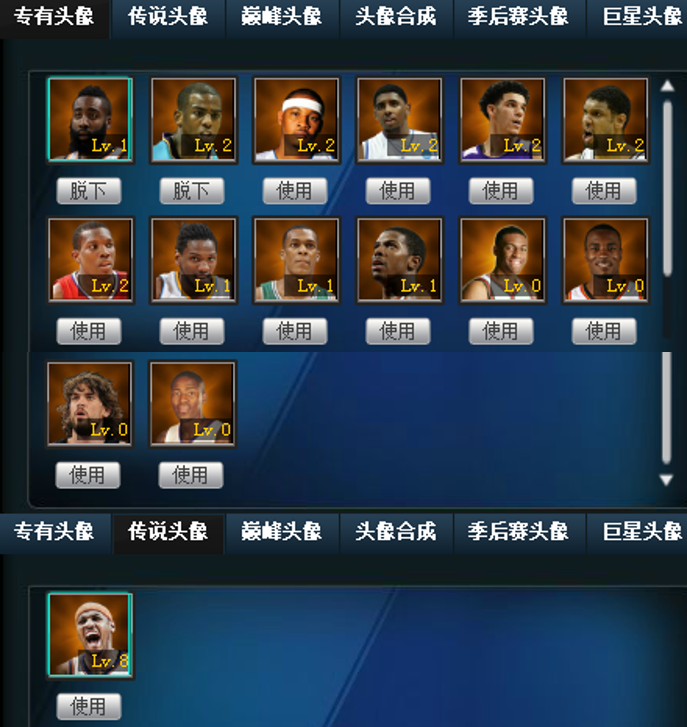 专有头像 传说头像 巅峰头像 头像合成 季后赛头像 巨星头像
Lv.1 Lv.2 Lv.2 Lv.2 Lv.2 Lv.2
脱下 脱下 使用 使用 使用 使用
Lv.2 Lv.1 Lv.1 Lv.1 Lv.0 Lv.0
使用 使用 使用 使用 使用 使用
Lv.0 Lv.0
使用 使用
专有头像 传说头像 巅峰头像 头像合成 季后赛头像 巨星头像
Lv.8
使用